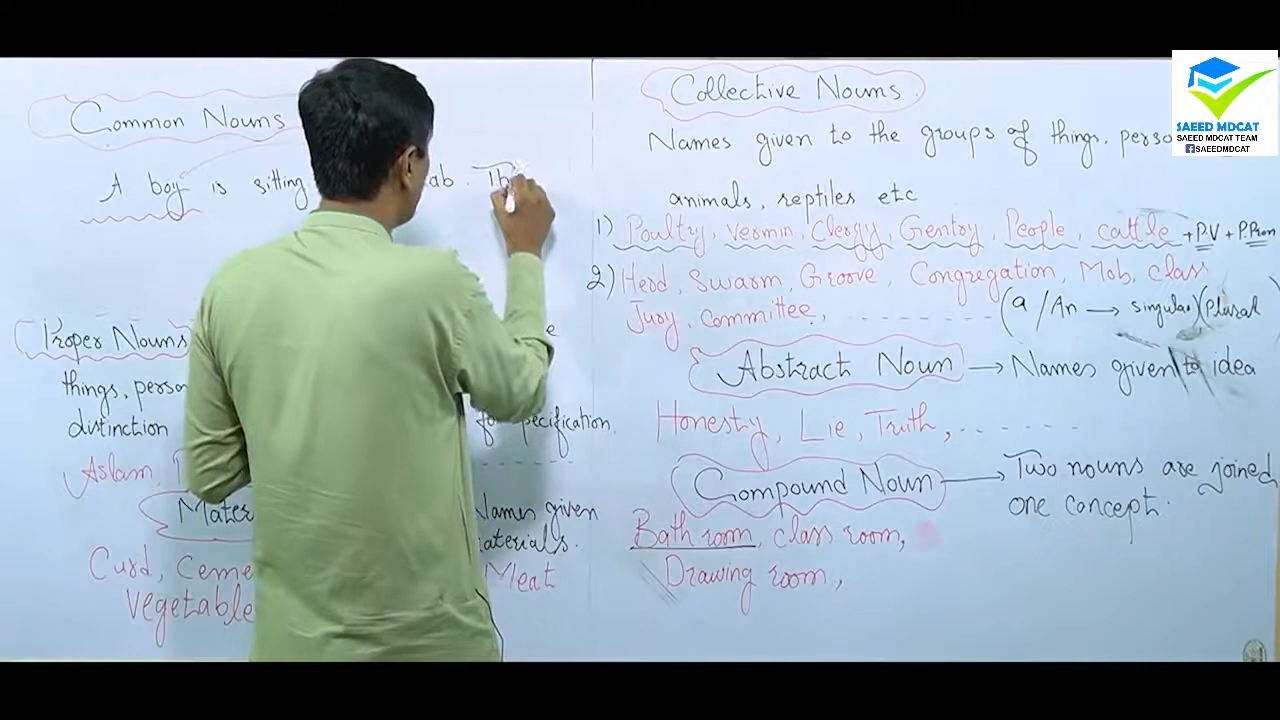 Common Nouns
A boy is sitting ab. Th
Proper Nouns
things, perso
distinction specification.
Aslam,
Mater Names given
materials.
Curd, Ceme Meat
Vegetable
Collective Nouns.
Names given to the groups of things, perso
animals, reptiles etc
1) Poultry, vermin, Clergy, Gentry, People, cattle + P.V + P.Pron
2) Herd, Swarm, Groove, Congregation, Mob, class
Jury, Committee, (a / An → singular) (Plural
Abstract Noun → Names given to idea
Honesty, Lie, Truth,
Compound Noun → Two nouns are joined
one concept.
Bath room, class room,
Drawing room,
SAEED MDCAT
SAEED MDCAT TEAM
f @SAEEDMDCAT